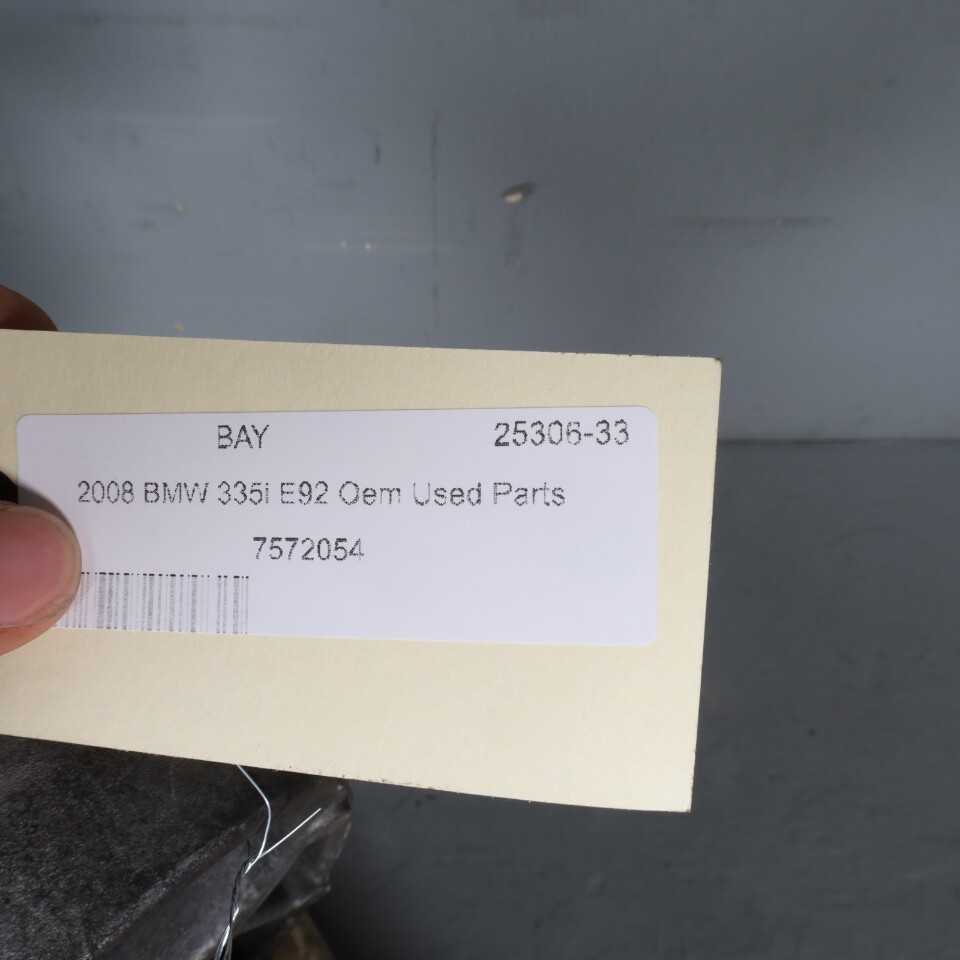 BAY 25306-33
2008 BMW 335i E92 Oem Used Parts
7572054